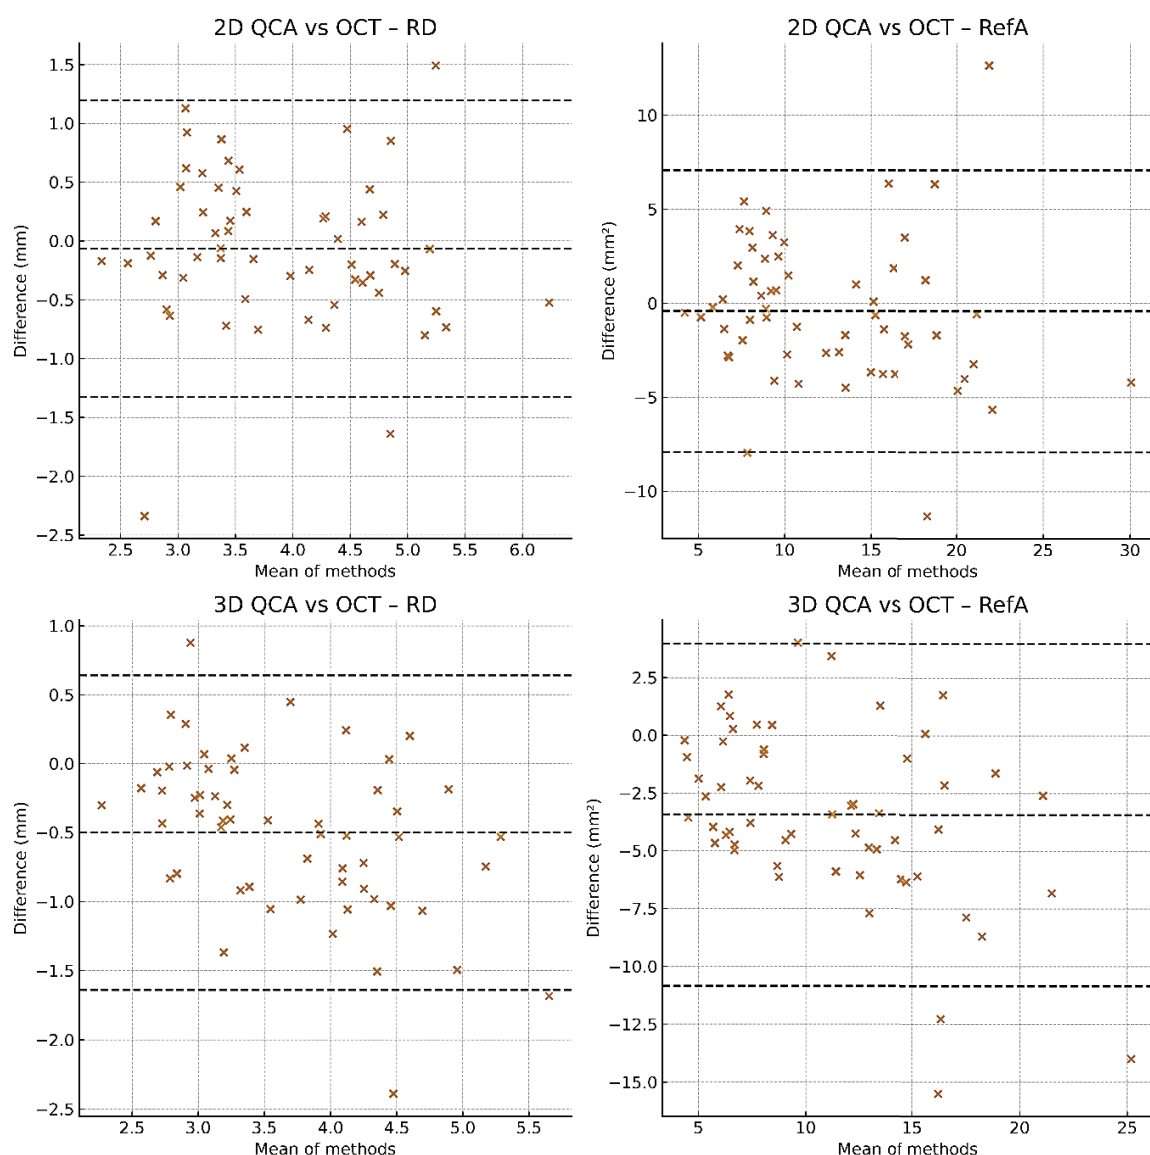 2D QCA vs OCT – RD
1.5
1.0
0.5
0.0
−0.5
−1.0
−1.5
−2.0
−2.5
Difference (mm)
2.5 3.0 3.5 4.0 4.5 5.0 5.5 6.0
Mean of methods
2D QCA vs OCT – RefA
10
5
0
−5
−10
Difference (mm²)
5 10 15 20 25 30
Mean of methods
3D QCA vs OCT – RD
1.0
0.5
0.0
−0.5
−1.0
−1.5
−2.0
−2.5
Difference (mm)
2.5 3.0 3.5 4.0 4.5 5.0 5.5
Mean of methods
3D QCA vs OCT – RefA
2.5
0.0
−2.5
−5.0
−7.5
−10.0
−12.5
−15.0
Difference (mm²)
5 10 15 20 25
Mean of methods